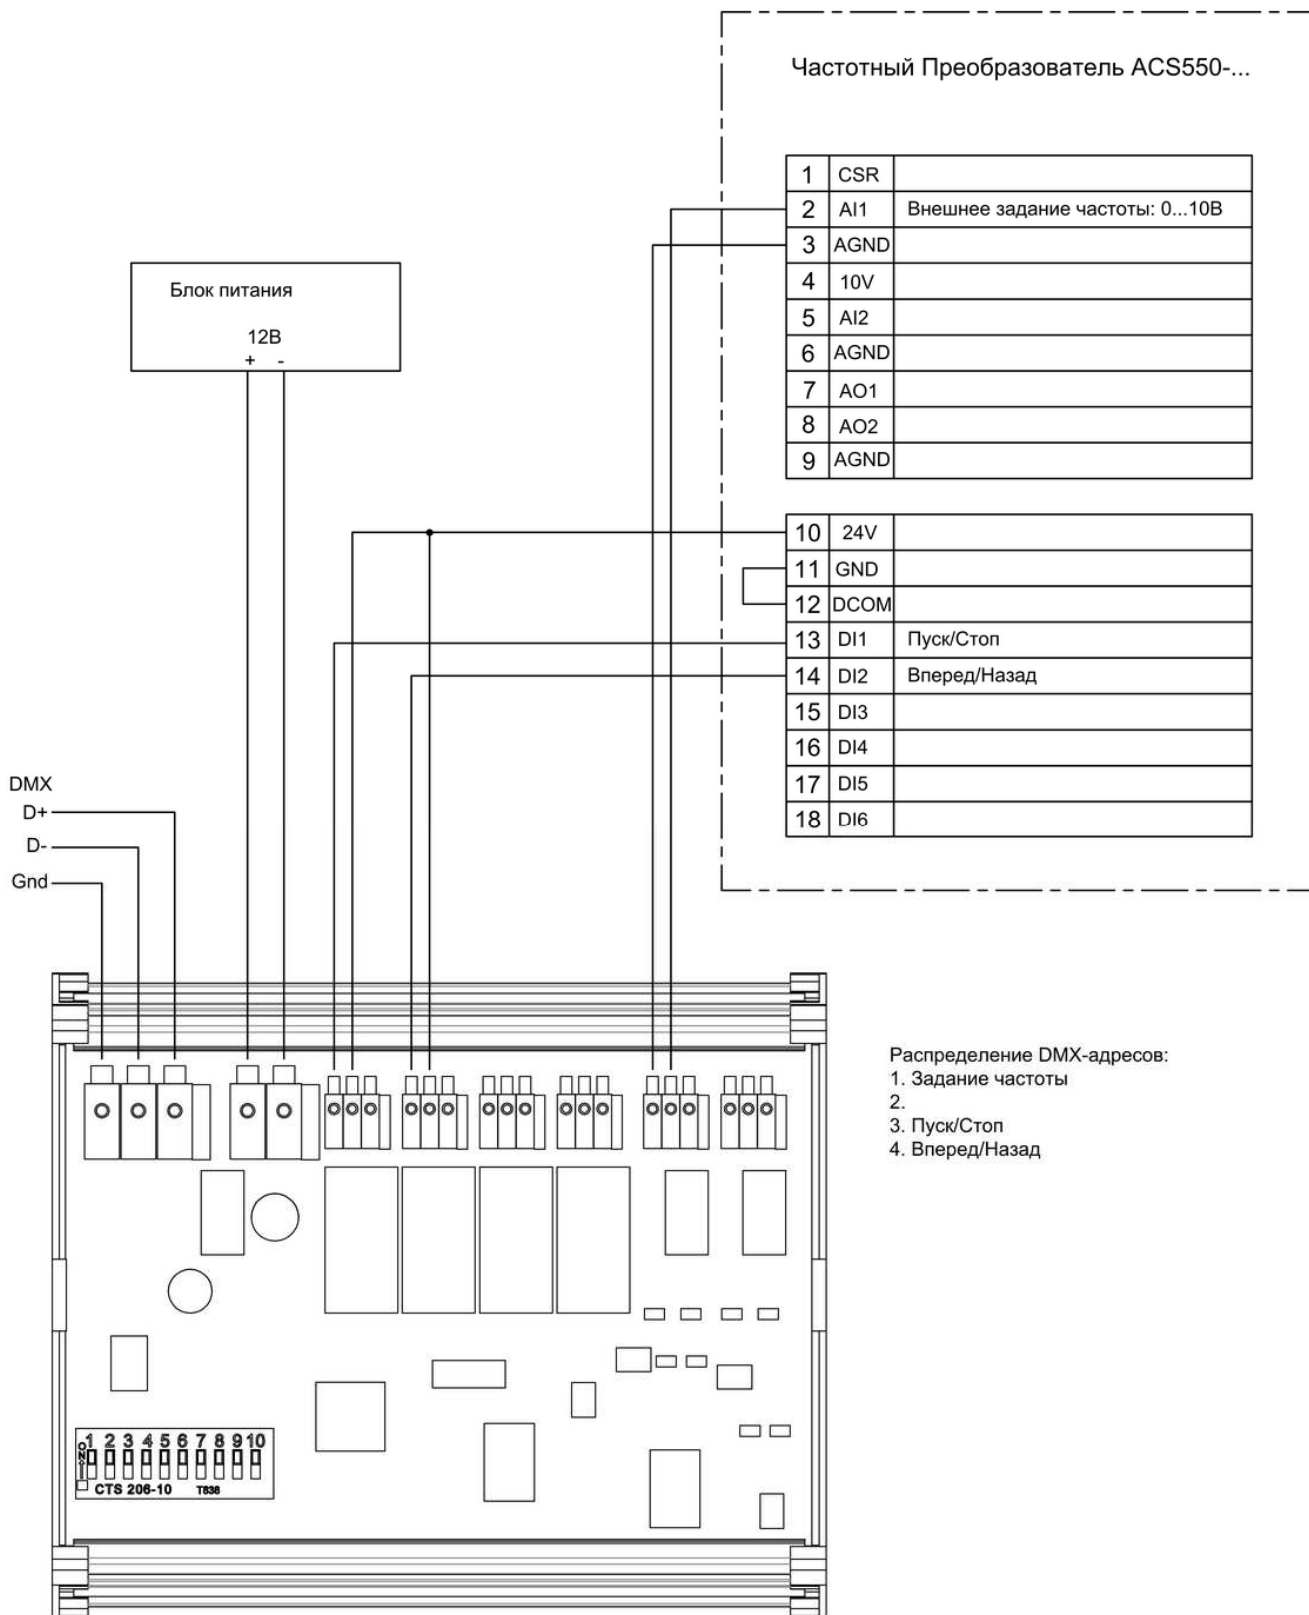 Частотный Преобразователь ACS550-...
1 CSR
2 AI1 Внешнее задание частоты: 0...10В
3 AGND
4 10V
5 AI2
6 AGND
7 AO1
8 AO2
9 AGND
Блок питания
12В
+ -
10 24V
11 GND
12 DCOM
13 DI1 Пуск/Стоп
14 DI2 Вперед/Назад
15 DI3
16 DI4
17 DI5
18 DI6
DMX
D+
D-
Gnd
Распределение DMX-адресов:
1. Задание частоты
2.
3. Пуск/Стоп
4. Вперед/Назад
ON
1 2 3 4 5 6 7 8 9 10
CTS 206-10 T838